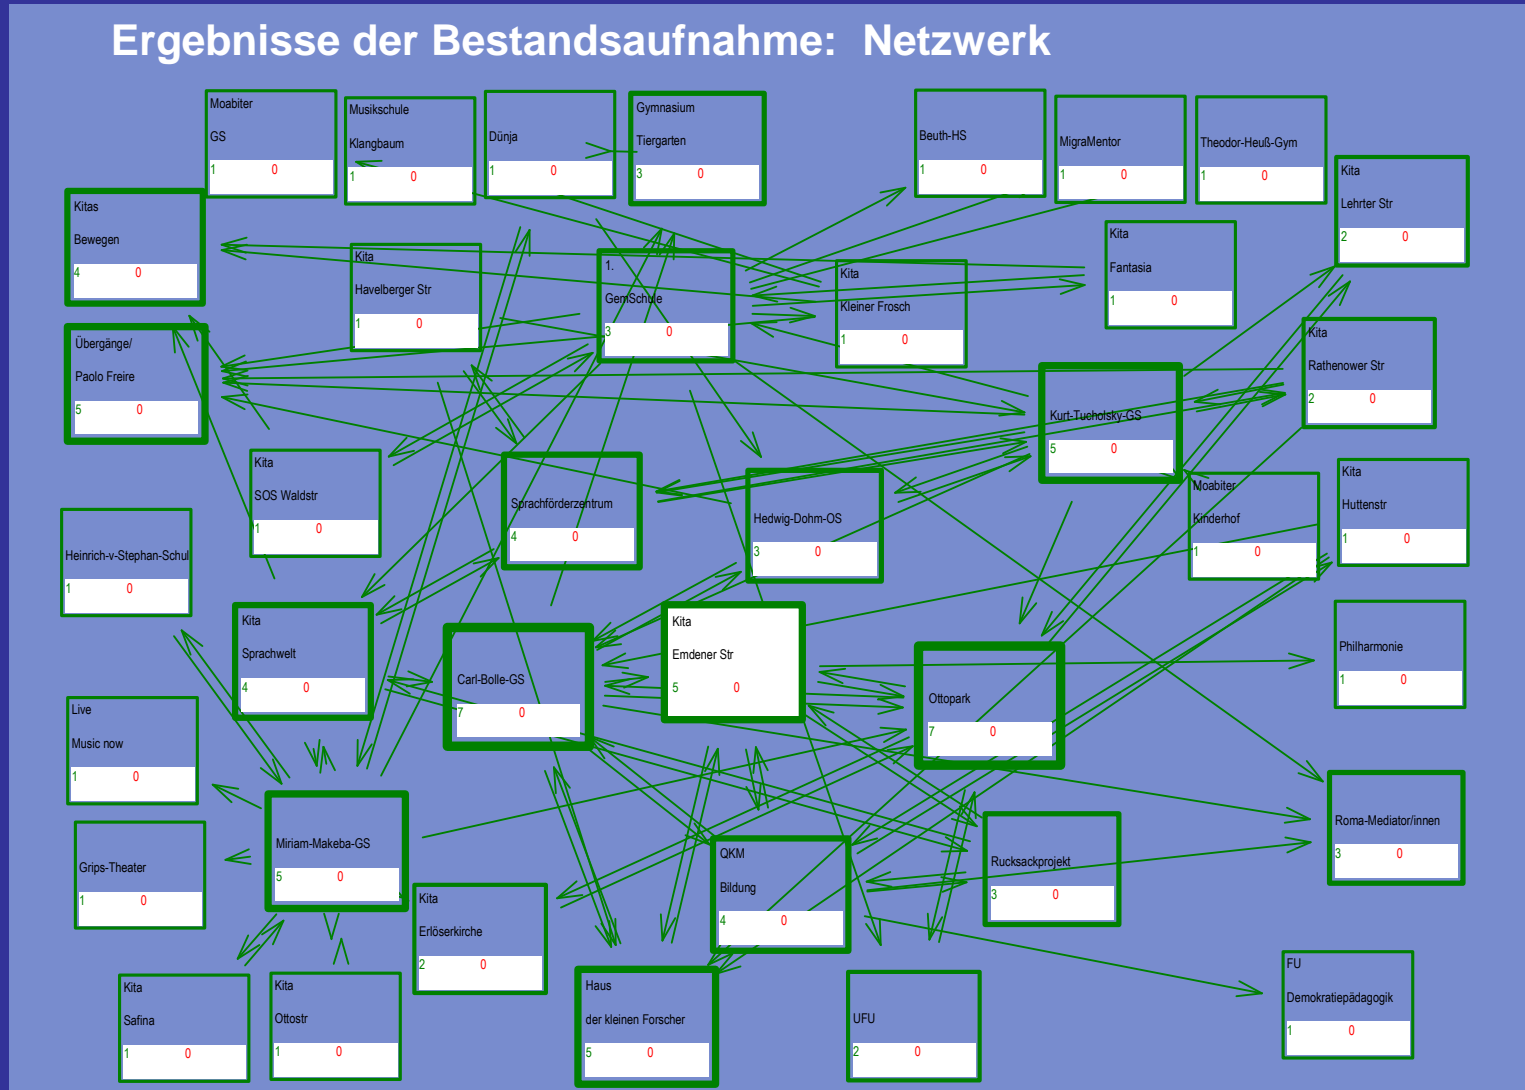 Ergebnisse der Bestandsaufnahme:  Netzwerk
Moabiter
GS
1 0
Musikschule
Klangbaum
1 0
Dünja
1 0
Gymnasium
Tiergarten
3 0
Beuth-HS
1 0
MigraMentor
1 0
Theodor-Heuß-Gym
1 0
Kita
Lehrter Str
2 0
Kitas
Bewegen
4 0
Kita
Havelberger Str
1 0
1.
GemSchule
3 0
Kita
Kleiner Frosch
1 0
Kita
Fantasia
1 0
Übergänge/
Paolo Freire
5 0
Kita
Rathenower Str
2 0
Kurt-Tucholsky-GS
5 0
Kita
SOS Waldstr
1 0
Sprachförderzentrum
4 0
Hedwig-Dohm-OS
3 0
Moabiter
Kinderhof
1 0
Kita
Huttenstr
1 0
Heinrich-v-Stephan-Schul
1 0
Kita
Sprachwelt
4 0
Carl-Bolle-GS
7 0
Kita
Emdener Str
5 0
Ottopark
7 0
Philharmonie
1 0
Live
Music now
1 0
Miriam-Makeba-GS
5 0
Grips-Theater
1 0
Kita
Erlöserkirche
2 0
QKM
Bildung
4 0
Rucksackprojekt
3 0
Roma-Mediator/innen
3 0
Kita
Safina
1 0
Kita
Ottostr
1 0
Haus
der kleinen Forscher
5 0
UFU
2 0
FU
Demokratiepädagogik
1 0